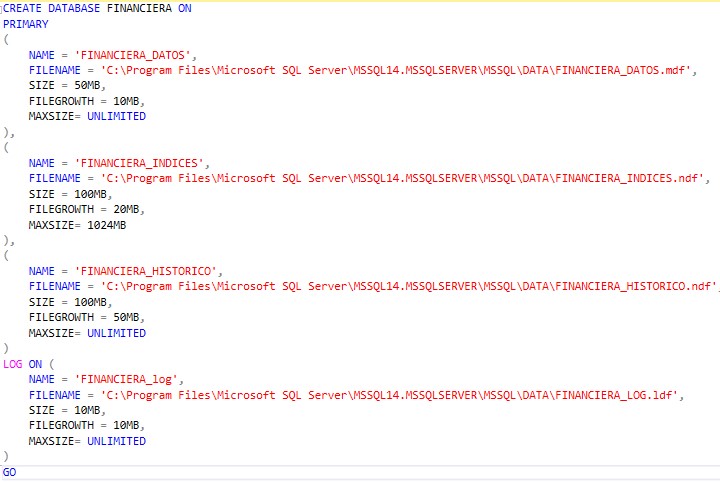 CREATE DATABASE FINANCIERA ON
PRIMARY
(
NAME = 'FINANCIERA_DATOS',
FILENAME = 'C:\Program Files\Microsoft SQL Server\MSSQL14.MSSQLSERVER\MSSQL\DATA\FINANCIERA_DATOS.mdf',
SIZE = 50MB,
FILEGROWTH = 10MB,
MAXSIZE= UNLIMITED
),
(
NAME = 'FINANCIERA_INDICES',
FILENAME = 'C:\Program Files\Microsoft SQL Server\MSSQL14.MSSQLSERVER\MSSQL\DATA\FINANCIERA_INDICES.ndf',
SIZE = 100MB,
FILEGROWTH = 20MB,
MAXSIZE= 1024MB
),
(
NAME = 'FINANCIERA_HISTORICO',
FILENAME = 'C:\Program Files\Microsoft SQL Server\MSSQL14.MSSQLSERVER\MSSQL\DATA\FINANCIERA_HISTORICO.ndf',
SIZE = 100MB,
FILEGROWTH = 50MB,
MAXSIZE= UNLIMITED
)
LOG ON (
NAME = 'FINANCIERA_log',
FILENAME = 'C:\Program Files\Microsoft SQL Server\MSSQL14.MSSQLSERVER\MSSQL\DATA\FINANCIERA_LOG.ldf',
SIZE = 10MB,
FILEGROWTH = 10MB,
MAXSIZE= UNLIMITED
)
GO